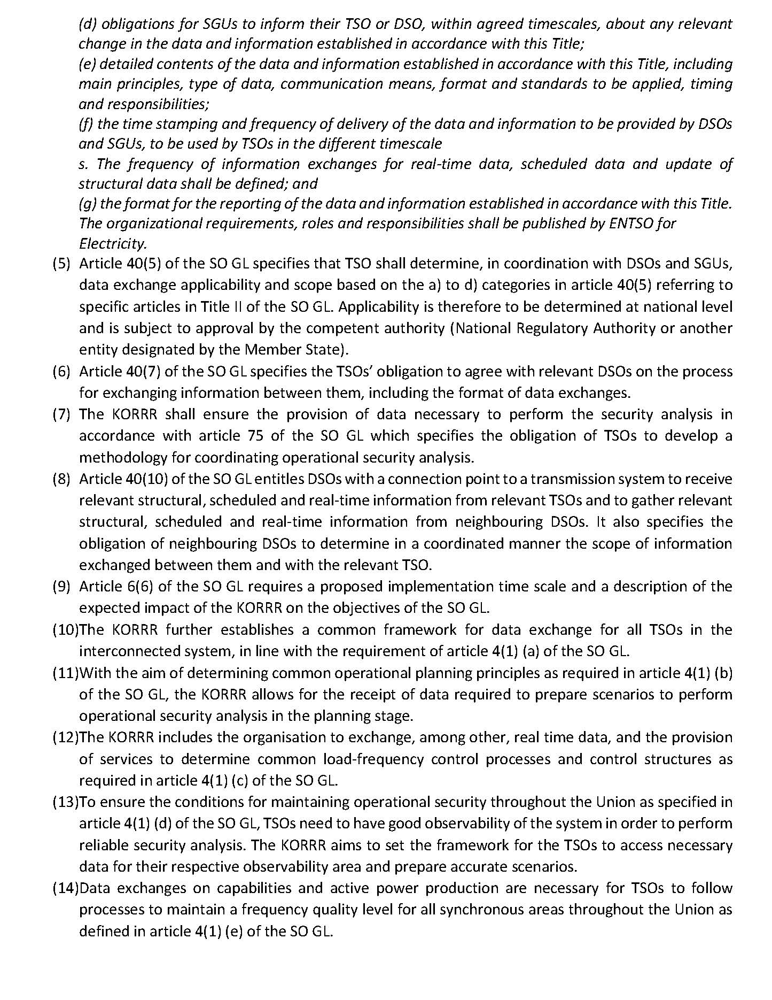 (d) obligations for SGUs to inform their TSO or DSO, within agreed timescales, about any relevant
change in the data and information established in accordance with this Title;
(e) detailed contents of the data and information established in accordance with this Title, including
main principles, type of data, communication means, format and standards to be applied, timing
and responsibilities;
(f) the time stamping and frequency of delivery of the data and information to be provided by DSOs
and SGUs, to be used by TSOs in the different timescale
s. The frequency of information exchanges for real-time data, scheduled data and update of
structural data shall be defined; and
(g) the format for the reporting of the data and information established in accordance with this Title.
The organizational requirements, roles and responsibilities shall be published by ENTSO for
Electricity.
(5) Article 40(5) of the SO GL specifies that TSO shall determine, in coordination with DSOs and SGUs,
data exchange applicability and scope based on the a) to d) categories in article 40(5) referring to
specific articles in Title II of the SO GL. Applicability is therefore to be determined at national level
and is subject to approval by the competent authority (National Regulatory Authority or another
entity designated by the Member State).
(6) Article 40(7) of the SO GL specifies the TSOs’ obligation to agree with relevant DSOs on the process
for exchanging information between them, including the format of data exchanges.
(7) The KORRR shall ensure the provision of data necessary to perform the security analysis in
accordance with article 75 of the SO GL which specifies the obligation of TSOs to develop a
methodology for coordinating operational security analysis.
(8) Article 40(10) of the SO GL entitles DSOs with a connection point to a transmission system to receive
relevant structural, scheduled and real-time information from relevant TSOs and to gather relevant
structural, scheduled and real-time information from neighbouring DSOs. It also specifies the
obligation of neighbouring DSOs to determine in a coordinated manner the scope of information
exchanged between them and with the relevant TSO.
(9) Article 6(6) of the SO GL requires a proposed implementation time scale and a description of the
expected impact of the KORRR on the objectives of the SO GL.
(10)The KORRR further establishes a common framework for data exchange for all TSOs in the
interconnected system, in line with the requirement of article 4(1) (a) of the SO GL.
(11)With the aim of determining common operational planning principles as required in article 4(1) (b)
of the SO GL, the KORRR allows for the receipt of data required to prepare scenarios to perform
operational security analysis in the planning stage.
(12)The KORRR includes the organisation to exchange, among other, real time data, and the provision
of services to determine common load-frequency control processes and control structures as
required in article 4(1) (c) of the SO GL.
(13)To ensure the conditions for maintaining operational security throughout the Union as specified in
article 4(1) (d) of the SO GL, TSOs need to have good observability of the system in order to perform
reliable security analysis. The KORRR aims to set the framework for the TSOs to access necessary
data for their respective observability area and prepare accurate scenarios.
(14)Data exchanges on capabilities and active power production are necessary for TSOs to follow
processes to maintain a frequency quality level for all synchronous areas throughout the Union as
defined in article 4(1) (e) of the SO GL.